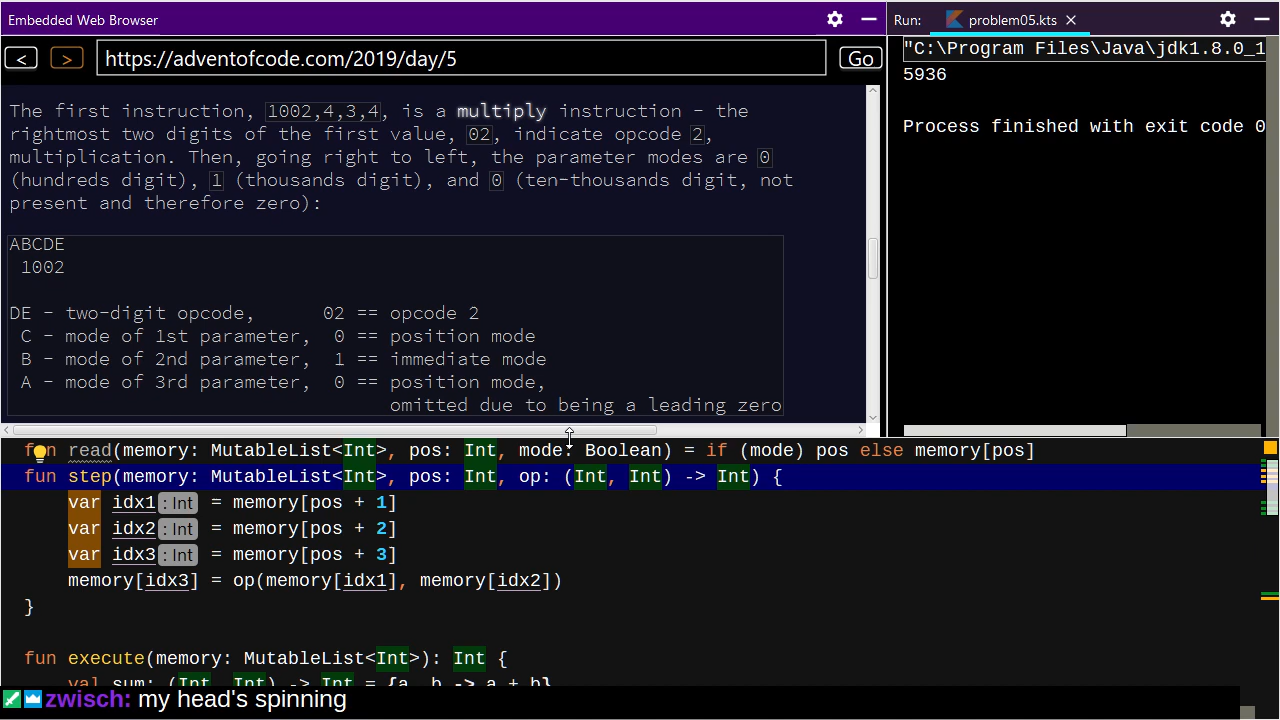 Embedded Web Browser
Run: problem05.kts
< > https://adventofcode.com/2019/day/5 Go
"C:\Program Files\Java\jdk1.8.0_1
5936
Process finished with exit code 0
The first instruction, 1002,4,3,4, is a multiply instruction - the
rightmost two digits of the first value, 02, indicate opcode 2,
multiplication. Then, going right to left, the parameter modes are 0
(hundreds digit), 1 (thousands digit), and 0 (ten-thousands digit, not
present and therefore zero):
ABCDE
1002
DE - two-digit opcode, 02 == opcode 2
C - mode of 1st parameter, 0 == position mode
B - mode of 2nd parameter, 1 == immediate mode
A - mode of 3rd parameter, 0 == position mode,
omitted due to being a leading zero
fun read(memory: MutableList<Int>, pos: Int, mode: Boolean) = if (mode) pos else memory[pos]
fun step(memory: MutableList<Int>, pos: Int, op: (Int, Int) -> Int) {
var idx1 : Int = memory[pos + 1]
var idx2 : Int = memory[pos + 2]
var idx3 : Int = memory[pos + 3]
memory[idx3] = op(memory[idx1], memory[idx2])
}
fun execute(memory: MutableList<Int>): Int {
val sum: (Int, Int) -> Int = {a, b -> a + b}
zwisch: my head's spinning